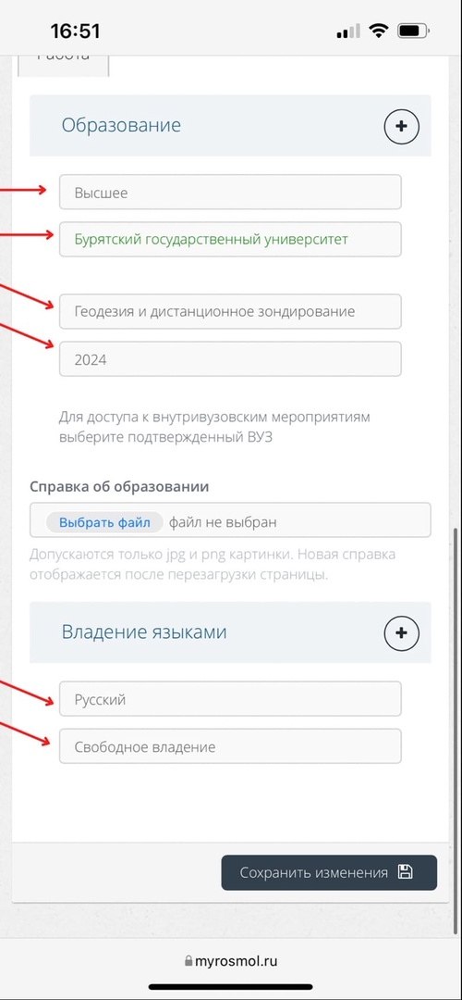 16:51
Работа
Образование
Высшее
Бурятский государственный университет
Геодезия и дистанционное зондирование
2024
Для доступа к внутривузовским мероприятиям
выберите подтвержденный ВУЗ
Справка об образовании
Выбрать файл файл не выбран
Допускаются только jpg и png картинки. Новая справка
отображается после перезагрузки страницы.
Владение языками
Русский
Свободное владение
Сохранить изменения
myrosmol.ru